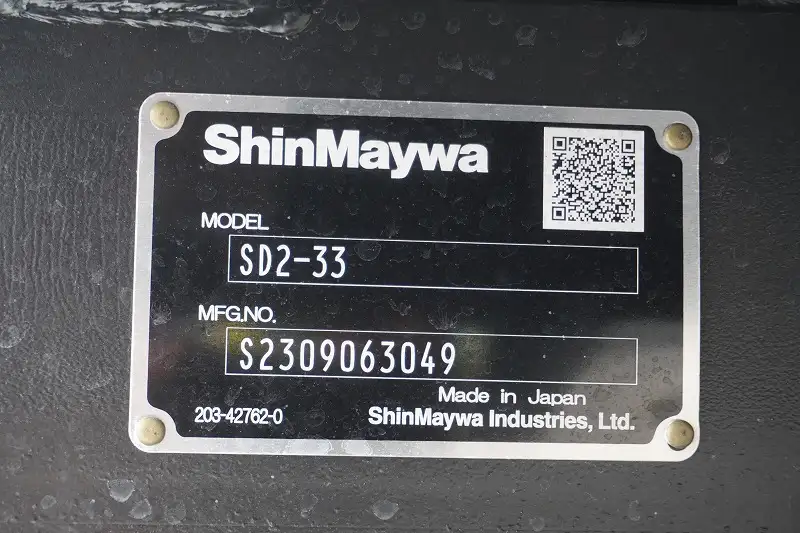 ShinMaywa
MODEL
SD2-33
MFG.NO.
S2309063049
Made in Japan
203-42762-0 ShinMaywa Industries, Ltd.